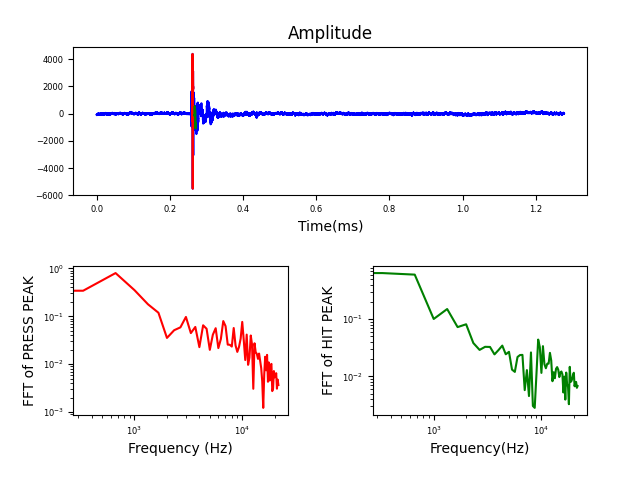 Amplitude
4000
2000
0
−2000
−4000
−6000
0.0 0.2 0.4 0.6 0.8 1.0 1.2
Time(ms)
FFT of PRESS PEAK
10⁰
10⁻¹
10⁻²
10⁻³
10³ 10⁴
Frequency (Hz)
FFT of HIT PEAK
10⁻¹
10⁻²
10³ 10⁴
Frequency(Hz)